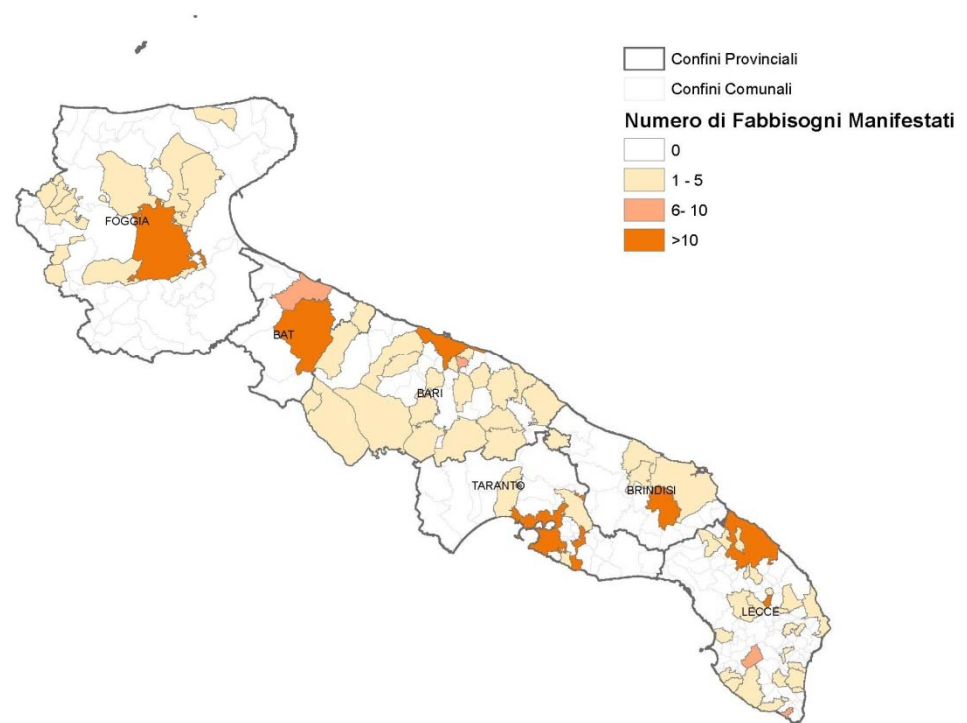 Confini Provinciali
Confini Comunali
Numero di Fabbisogni Manifestati
0
1 - 5
6- 10
>10
FOGGIA
BAT
BARI
TARANTO
BRINDISI
LECCE